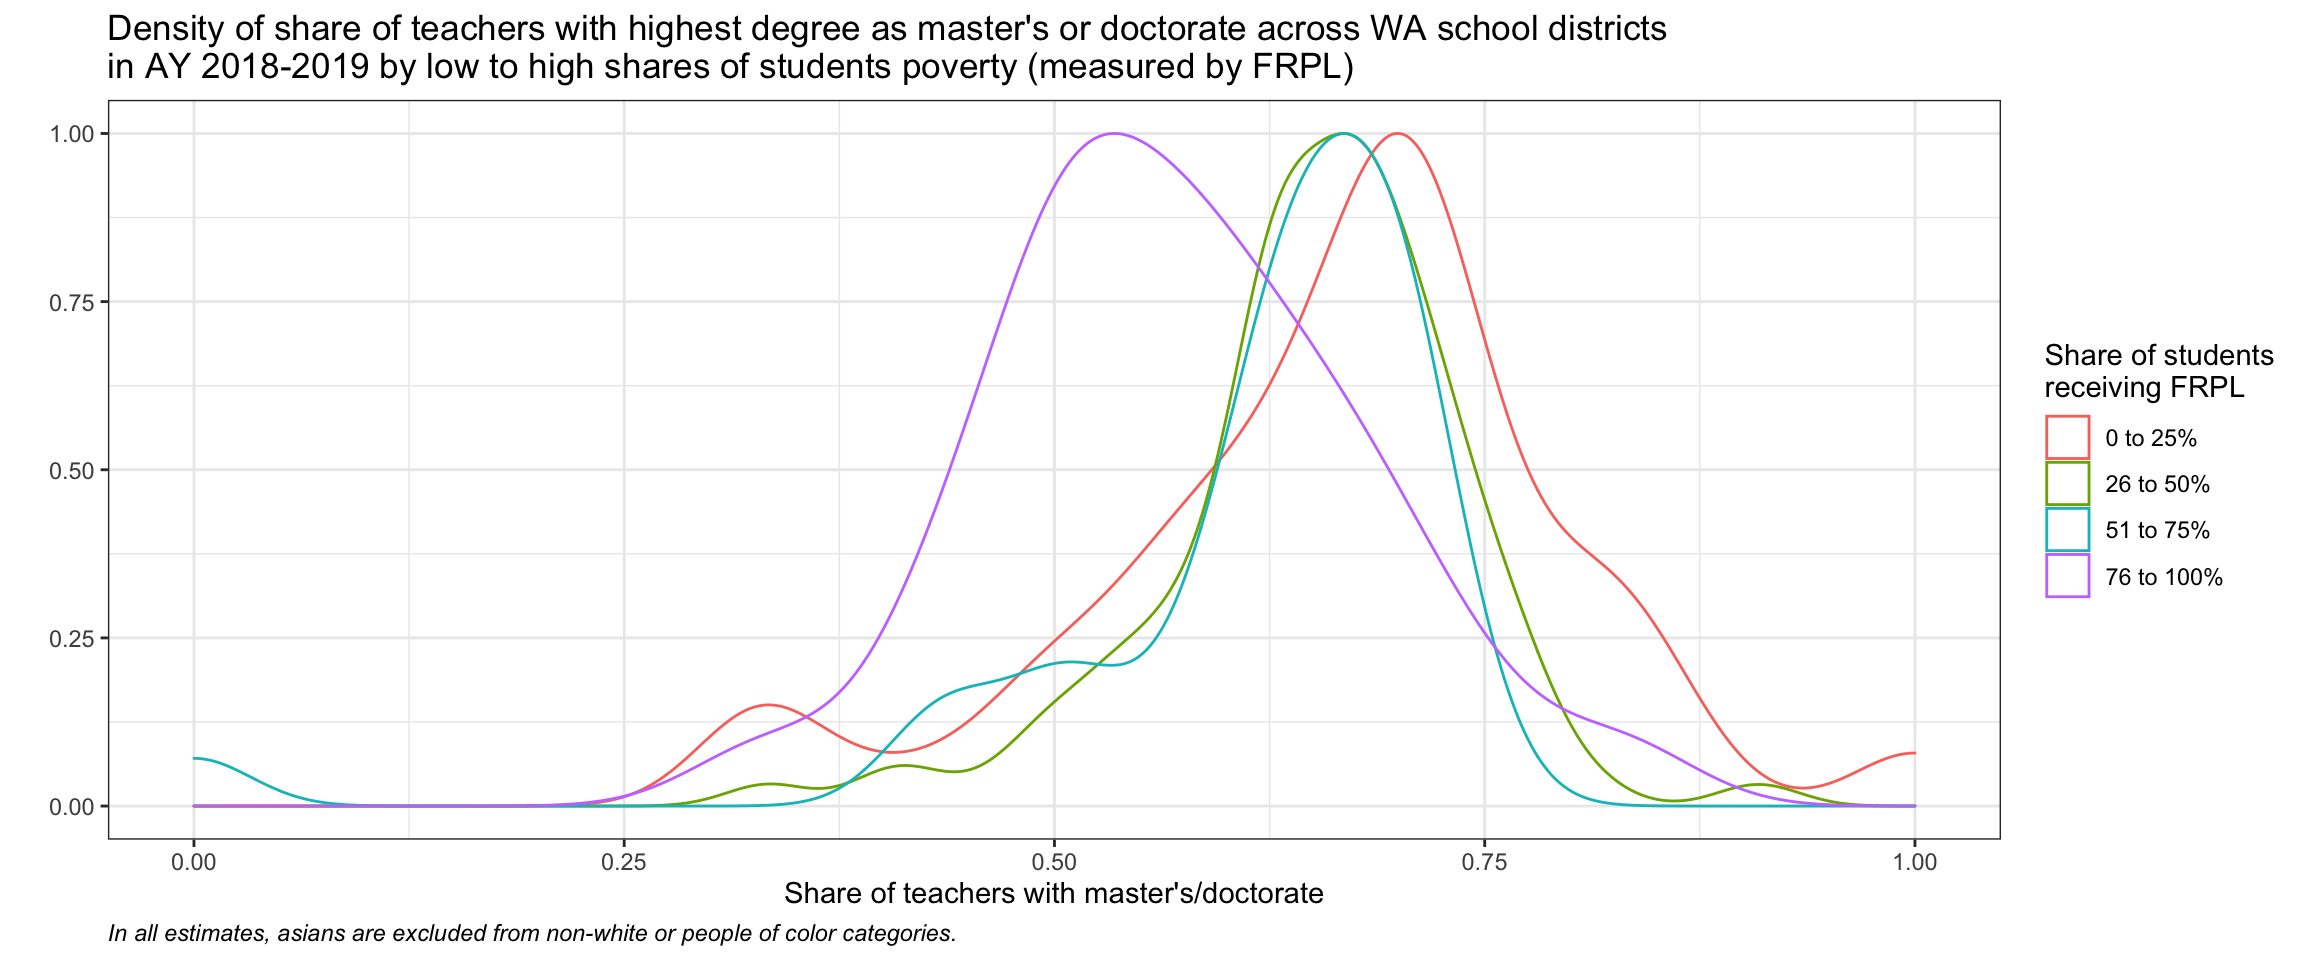 Density of share of teachers with highest degree as master's or doctorate across WA school districts
in AY 2018-2019 by low to high shares of students poverty (measured by FRPL)
1.00
0.75
0.50
0.25
0.00
0.00 0.25 0.50 0.75 1.00
Share of teachers with master's/doctorate
Share of students
receiving FRPL
0 to 25%
26 to 50%
51 to 75%
76 to 100%
In all estimates, asians are excluded from non-white or people of color categories.